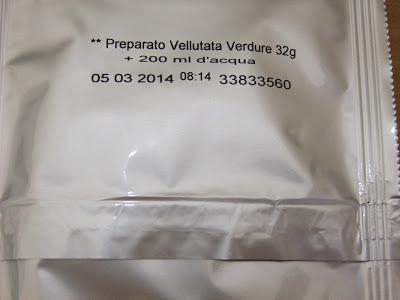 ** Preparato Vellutata Verdure 32g
+ 200 ml d'acqua
05 03 2014 08:14 33833560